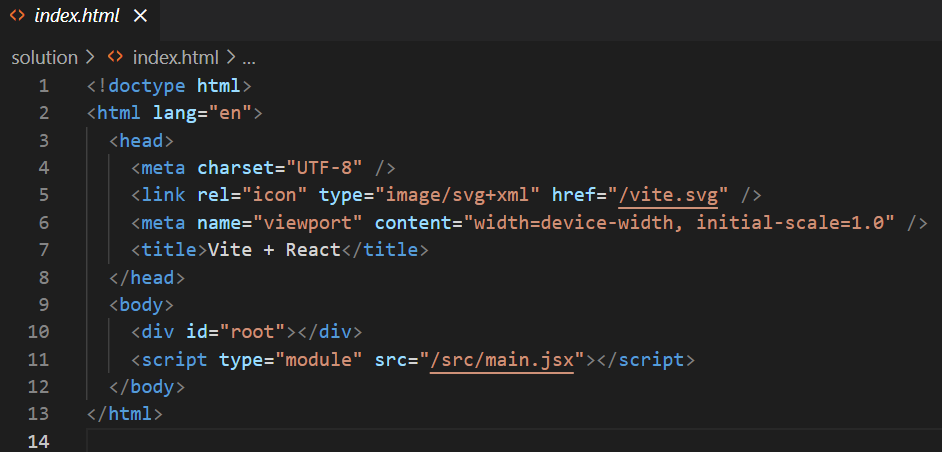 index.html
solution > index.html > ...
1 <!doctype html>
2 <html lang="en">
3 <head>
4 <meta charset="UTF-8" />
5 <link rel="icon" type="image/svg+xml" href="/vite.svg" />
6 <meta name="viewport" content="width=device-width, initial-scale=1.0" />
7 <title>Vite + React</title>
8 </head>
9 <body>
10 <div id="root"></div>
11 <script type="module" src="/src/main.jsx"></script>
12 </body>
13 </html>
14